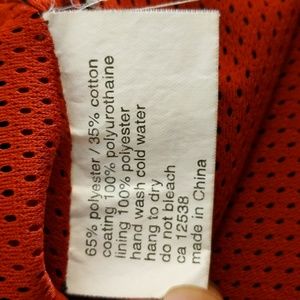 65% polyester / 35% cotton
coating 100% polyurothaine
lining 100% polyester
hand wash cold water
hang to dry
do not bleach
ca 12538
made in China